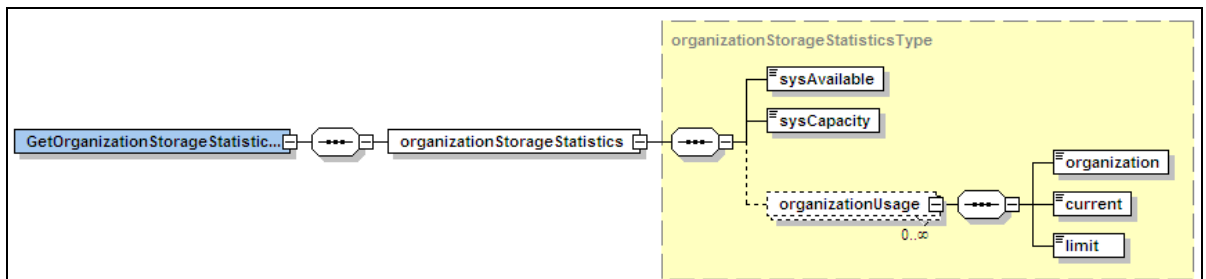 organizationStorageStatisticsType
sysAvailable
sysCapacity
GetOrganizationStorageStatistic...
organizationStorageStatistics
organization
organizationUsage
current
0..∞
limit